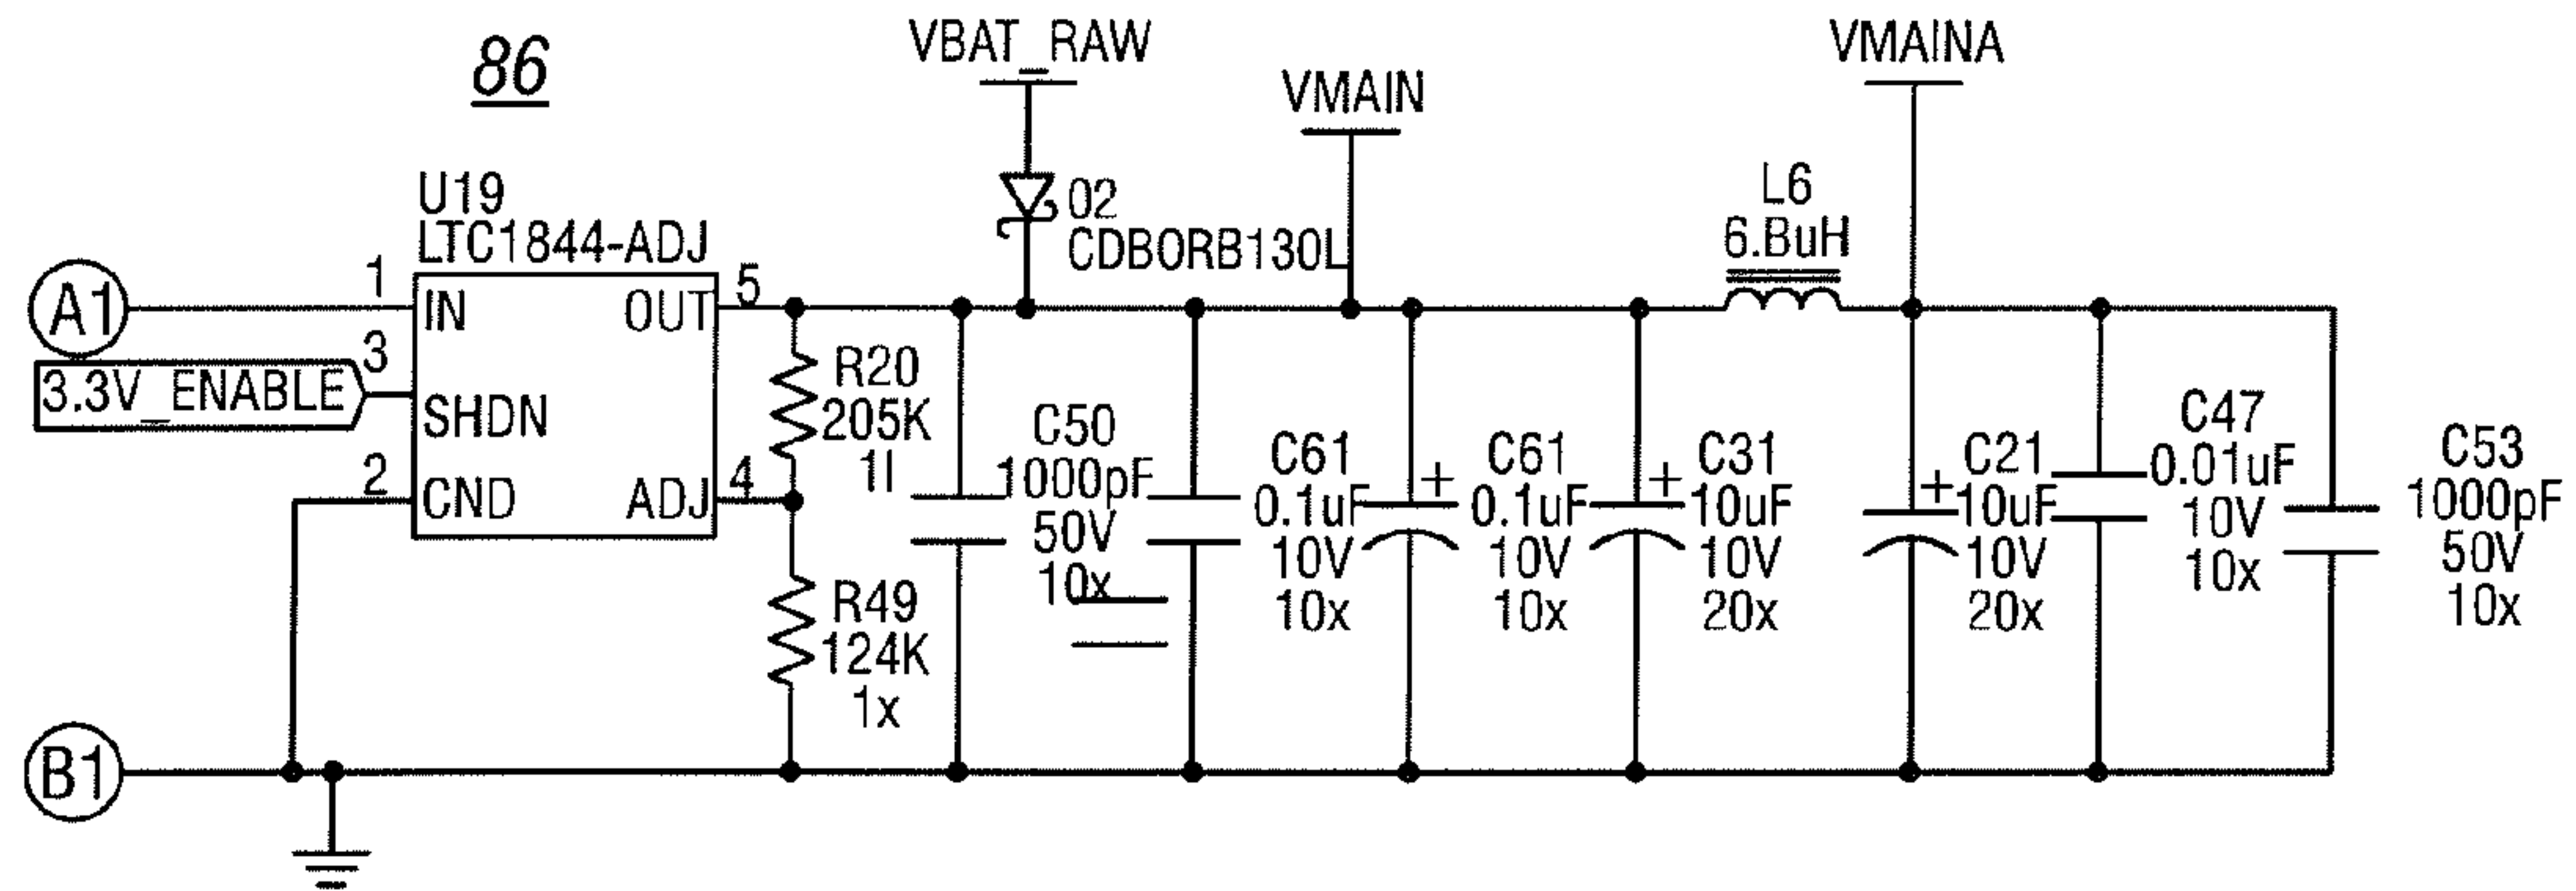 86
VBAT_RAW
VMAIN
VMAINA
U19
LTC1844-ADJ
02
CDBORB130L
L6
6.BuH
A1
1
IN
OUT
5
3.3V_ENABLE
3
SHDN
2
CND
ADJ
4
R20
205K
1l
R49
124K
1x
C50
1000pF
50V
10x
C61
0.1uF
10V
10x
+
C61
0.1uF
10V
10x
+
C31
10uF
10V
20x
+
C21
10uF
10V
20x
C47
0.01uF
10V
10x
C53
1000pF
50V
10x
B1